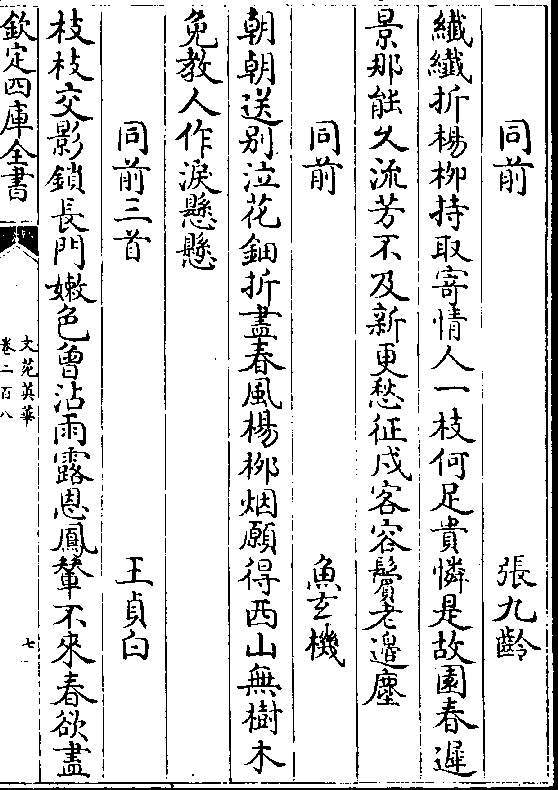 同前　張九齡
纖纖折楊栁持取寄情人一枝何足貴憐是故園春遲
景那能久流芳不及新更愁征戍客容鬢老邉塵
同前　魚玄機
朝朝送别泣花鈿折盡春風楊栁烟願得西山無樹木
免教人作淚懸懸
同前三首　王貞白
枝枝交影鎖長門嫩色曾沾雨露恩鳳輦不來春欲盡
欽定四庫全書
文苑英華
卷二百八
七